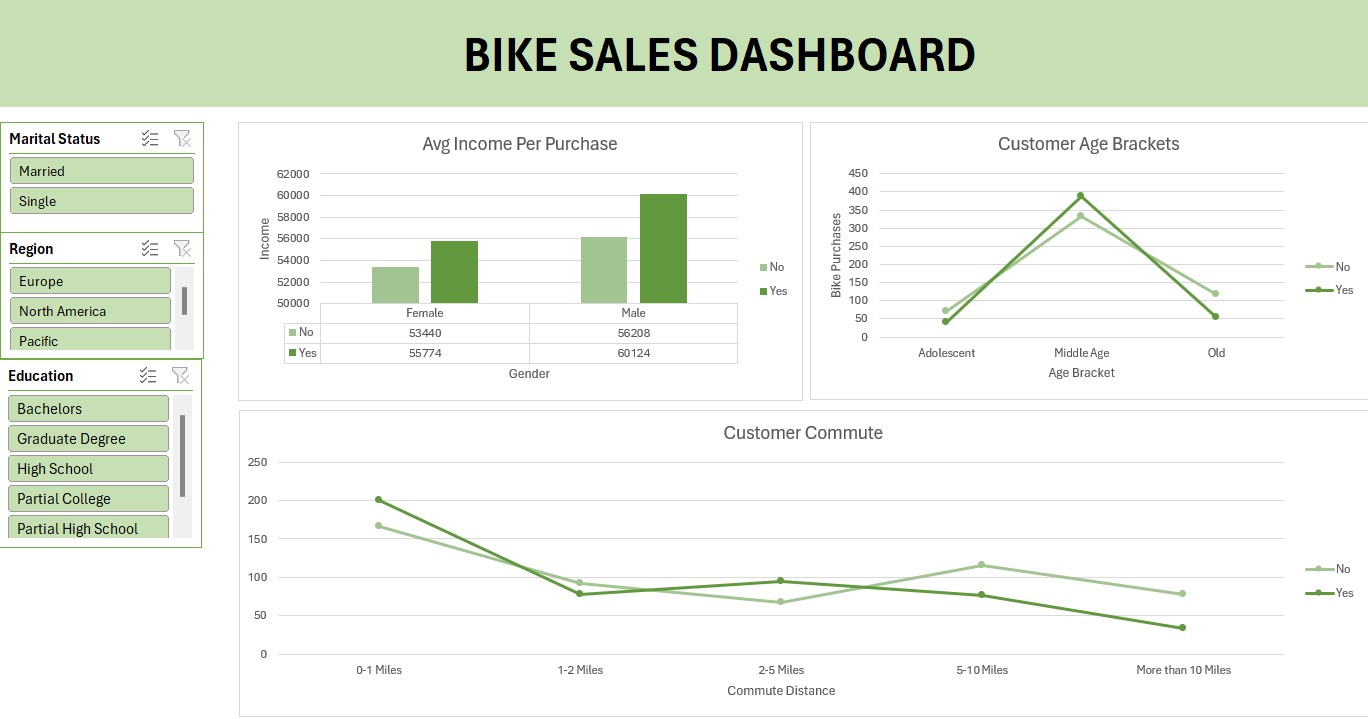 BIKE SALES DASHBOARD
Marital Status
Married
Single
Region
Europe
North America
Pacific
Education
Bachelors
Graduate Degree
High School
Partial College
Partial High School
Avg Income Per Purchase
62000
60000
58000
56000
54000
52000
50000
Income
Female Male
No 53440 56208
Yes 55774 60124
Gender
No
Yes
Customer Age Brackets
450
400
350
300
250
200
150
100
50
0
Bike Purchases
Adolescent Middle Age Old
Age Bracket
No
Yes
Customer Commute
250
200
150
100
50
0
0-1 Miles 1-2 Miles 2-5 Miles 5-10 Miles More than 10 Miles
Commute Distance
No
Yes